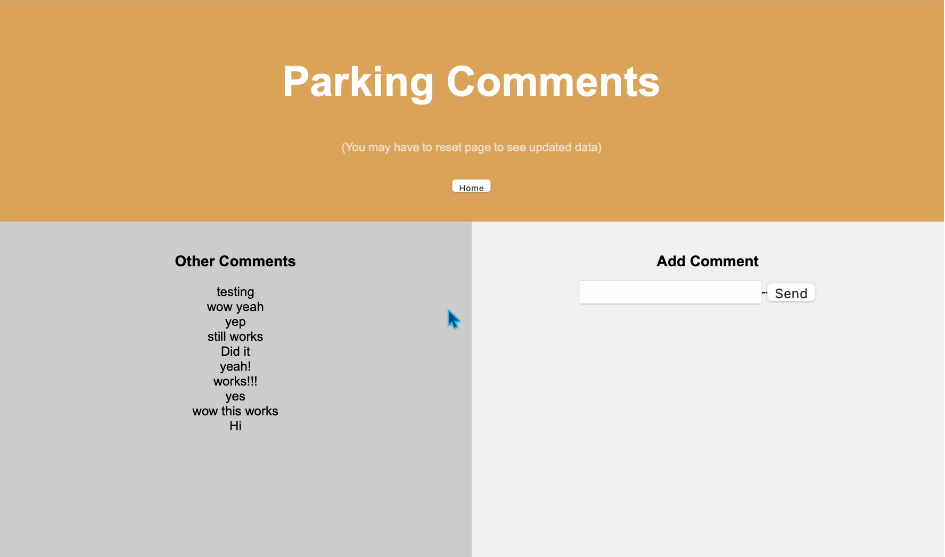 Parking Comments
(You may have to reset page to see updated data)
Home
Other Comments
testing
wow yeah
yep
still works
Did it
yeah!
works!!!
yes
wow this works
Hi
Add Comment
Send